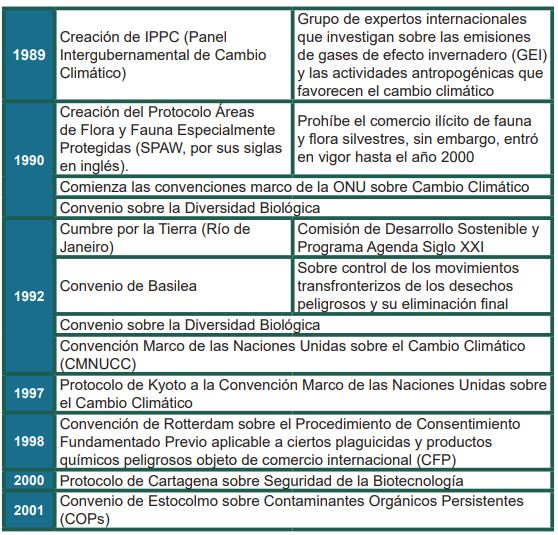 1989
Creación de IPPC (Panel
Intergubernamental de Cambio
Climático)
Grupo de expertos internacionales
que investigan sobre las emisiones
de gases de efecto invernadero (GEI)
y las actividades antropogénicas que
favorecen el cambio climático
1990
Creación del Protocolo Áreas
de Flora y Fauna Especialmente
Protegidas (SPAW, por sus siglas
en inglés).
Prohíbe el comercio ilícito de fauna
y flora silvestres, sin embargo, entró
en vigor hasta el año 2000
Comienza las convenciones marco de la ONU sobre Cambio Climático
Convenio sobre la Diversidad Biológica
1992
Cumbre por la Tierra (Río de
Janeiro)
Comisión de Desarrollo Sostenible y
Programa Agenda Siglo XXI
Convenio de Basilea
Sobre control de los movimientos
transfronterizos de los desechos
peligrosos y su eliminación final
Convenio sobre la Diversidad Biológica
Convención Marco de las Naciones Unidas sobre el Cambio Climático
(CMNUCC)
1997
Protocolo de Kyoto a la Convención Marco de las Naciones Unidas sobre
el Cambio Climático
1998
Convención de Rotterdam sobre el Procedimiento de Consentimiento
Fundamentado Previo aplicable a ciertos plaguicidas y productos
químicos peligrosos objeto de comercio internacional (CFP)
2000
Protocolo de Cartagena sobre Seguridad de la Biotecnología
2001
Convenio de Estocolmo sobre Contaminantes Orgánicos Persistentes
(COPs)